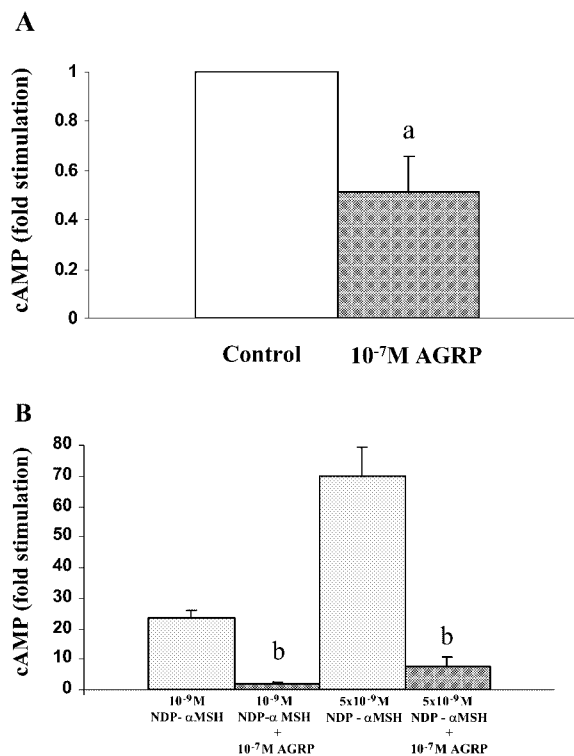 A
cAMP (fold stimulation)
1
0.8
0.6
0.4
0.2
0
a
Control
10⁻⁷M AGRP
B
cAMP (fold stimulation)
80
70
60
50
40
30
20
10
0
b
b
10⁻⁹M
NDP- αMSH
10⁻⁹M
NDP-α MSH
+
10⁻⁷M AGRP
5x10⁻⁹M
NDP - αMSH
5x10⁻⁹M
NDP - αMSH
+
10⁻⁷M AGRP